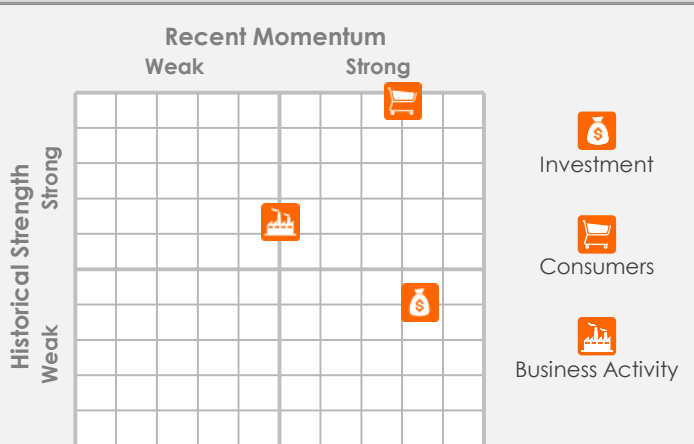 Recent Momentum
Weak
Strong
Historical Strength
Strong
Weak
$
Investment
Consumers
Business Activity
$